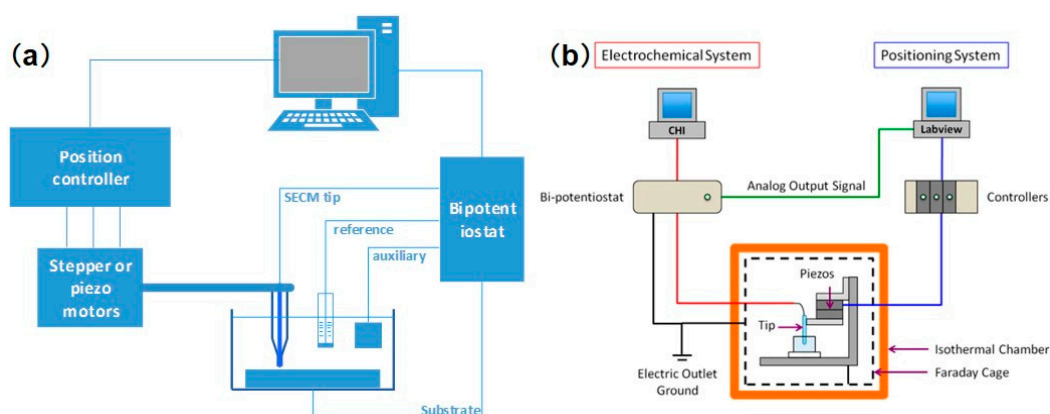 (a)
Position
controller
Stepper or
piezo
motors
SECM tip
reference
auxiliary
Bipotent
iostat
Substrate
(b)
Electrochemical System
Positioning System
CHI
Labview
Analog Output Signal
Bi-potentiostat
Controllers
Piezos
Tip
Electric Outlet
Ground
Isothermal Chamber
Faraday Cage